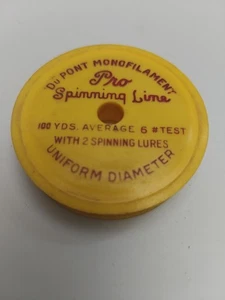 Du PONT MONOFILAMENT
Pro
Spinning Line
100 YDS. AVERAGE 6 # TEST
WITH 2 SPINNING LURES
UNIFORM DIAMETER